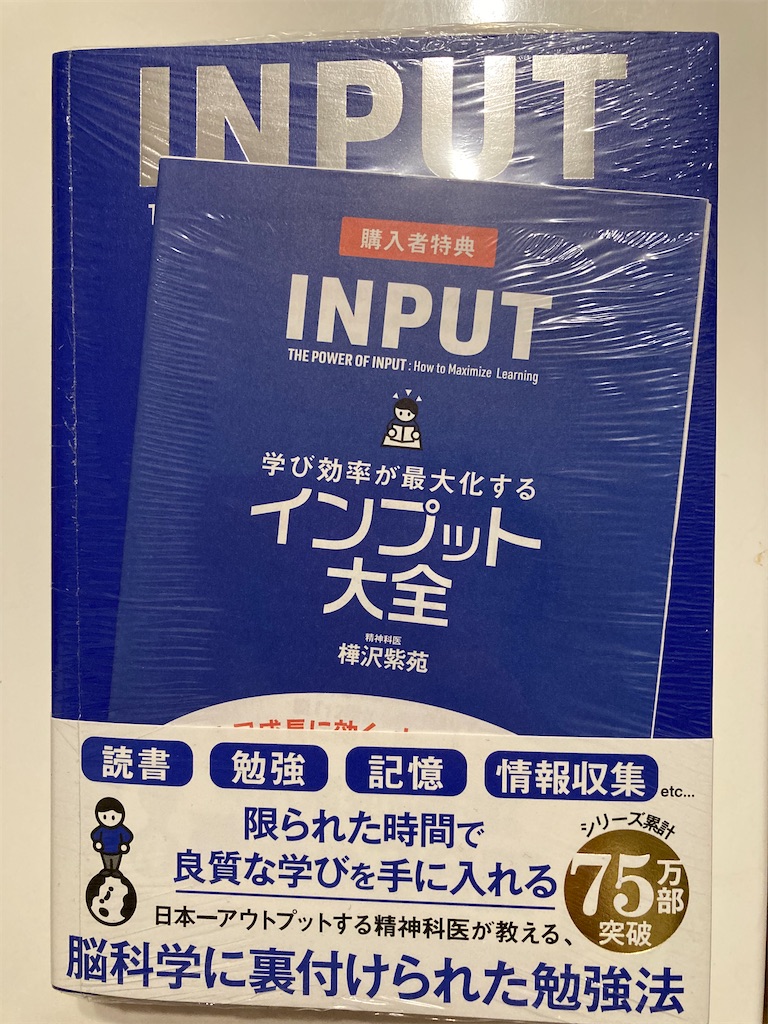 INPUT
購入者特典
INPUT
THE POWER OF INPUT : How to Maximize Learning
学び効率が最大化する
インプット
大全
精神科医
樺沢紫苑
読書 勉強 記憶 情報収集 etc...
限られた時間で
良質な学びを手に入れる
シリーズ累計
75万部
突破
日本一アウトプットする精神科医が教える、
脳科学に裏付けられた勉強法